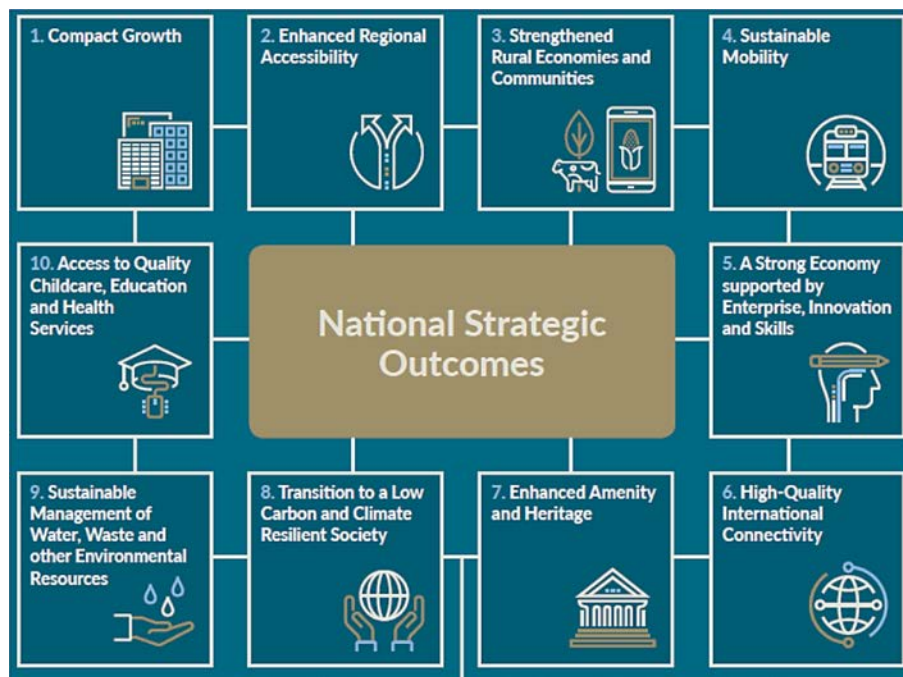 1. Compact Growth
2. Enhanced Regional
Accessibility
3. Strengthened
Rural Economies and
Communities
4. Sustainable
Mobility
10. Access to Quality
Childcare, Education
and Health
Services
National Strategic
Outcomes
5. A Strong Economy
supported by
Enterprise, Innovation
and Skills
9. Sustainable
Management of
Water, Waste and
other Environmental
Resources
8. Transition to a Low
Carbon and Climate
Resilient Society
7. Enhanced Amenity
and Heritage
6. High-Quality
International
Connectivity